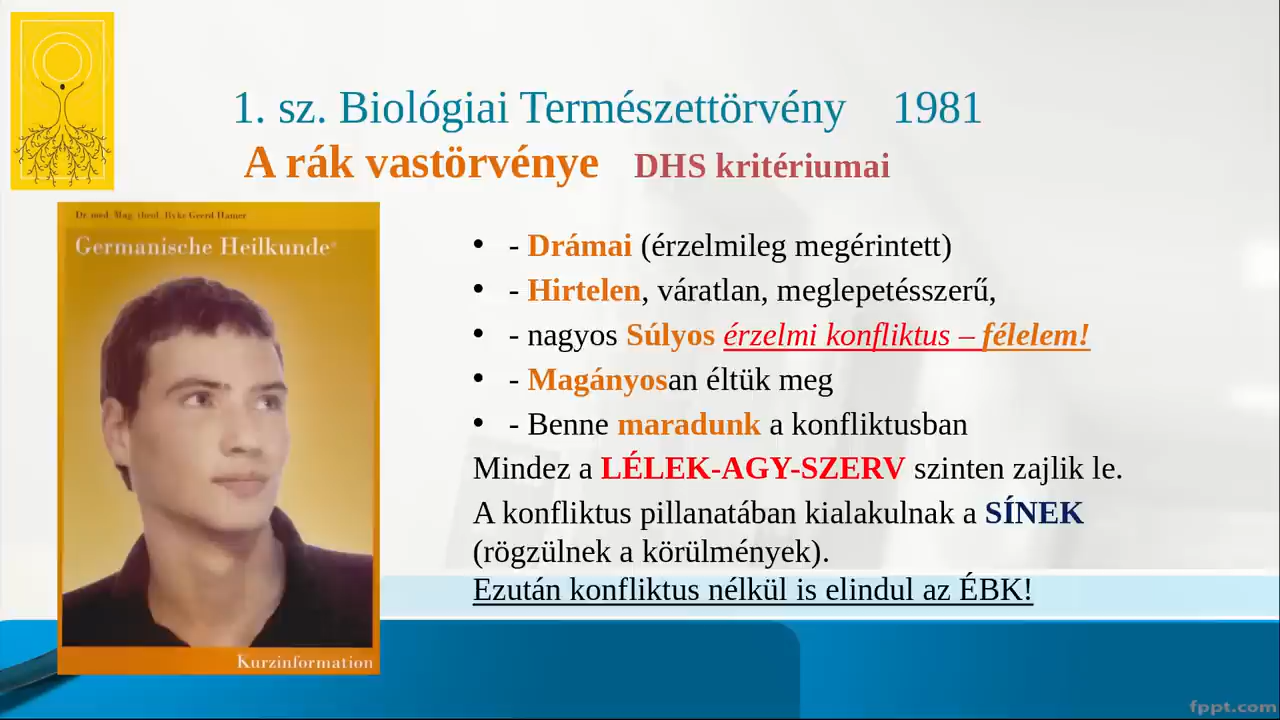 1. sz. Biológiai Természettörvény 1981
A rák vastörvénye DHS kritériumai
Dr. med. Mag. theol. Ryke Geerd Hamer
Germanische Heilkunde®
Kurzinformation
• - Drámai (érzelmileg megérintett)
• - Hirtelen, váratlan, meglepetésszerű,
• - nagyos Súlyos érzelmi konfliktus – félelem!
• - Magányosan éltük meg
• - Benne maradunk a konfliktusban
Mindez a LÉLEK-AGY-SZERV szinten zajlik le.
A konfliktus pillanatában kialakulnak a SÍNEK
(rögzülnek a körülmények).
Ezután konfliktus nélkül is elindul az ÉBK!
fppt.com